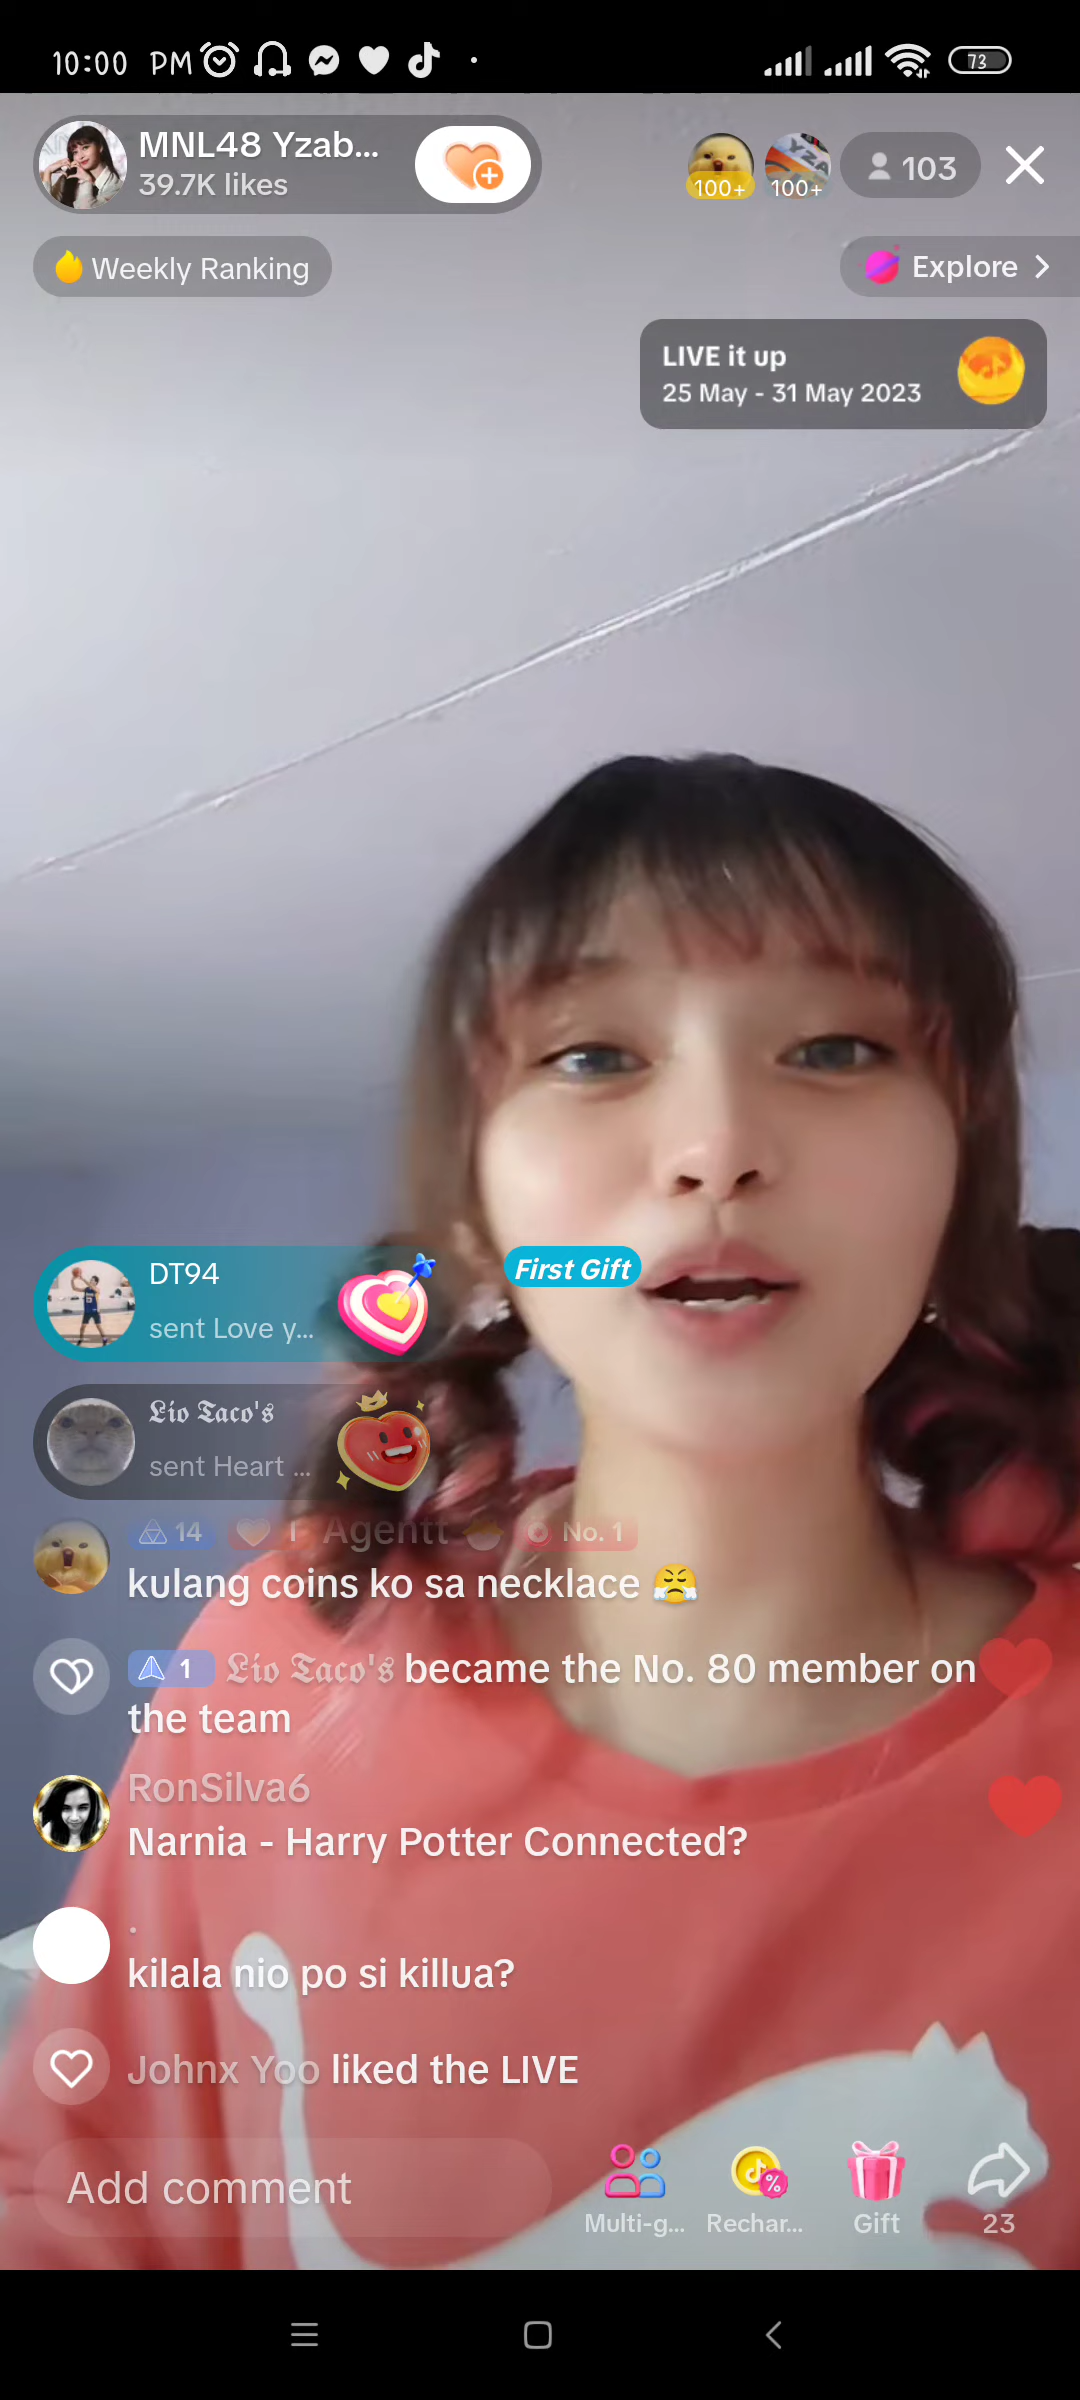 10:00 PM
73
MNL48 Yzab...
39.7K likes
100+
100+
103
Weekly Ranking
Explore
LIVE it up
25 May - 31 May 2023
DT94
sent Love y...
First Gift
𝕷𝖎𝖔 𝕿𝖆𝖈𝖔'𝖘
sent Heart ...
14 1 Agentt No. 1
kulang coins ko sa necklace 😤
1 𝕷𝖎𝖔 𝕿𝖆𝖈𝖔'𝖘 became the No. 80 member on
the team
RonSilva6
Narnia - Harry Potter Connected?
.
kilala nio po si killua?
Johnx Yoo liked the LIVE
Add comment
Multi-g...
Rechar...
Gift
23